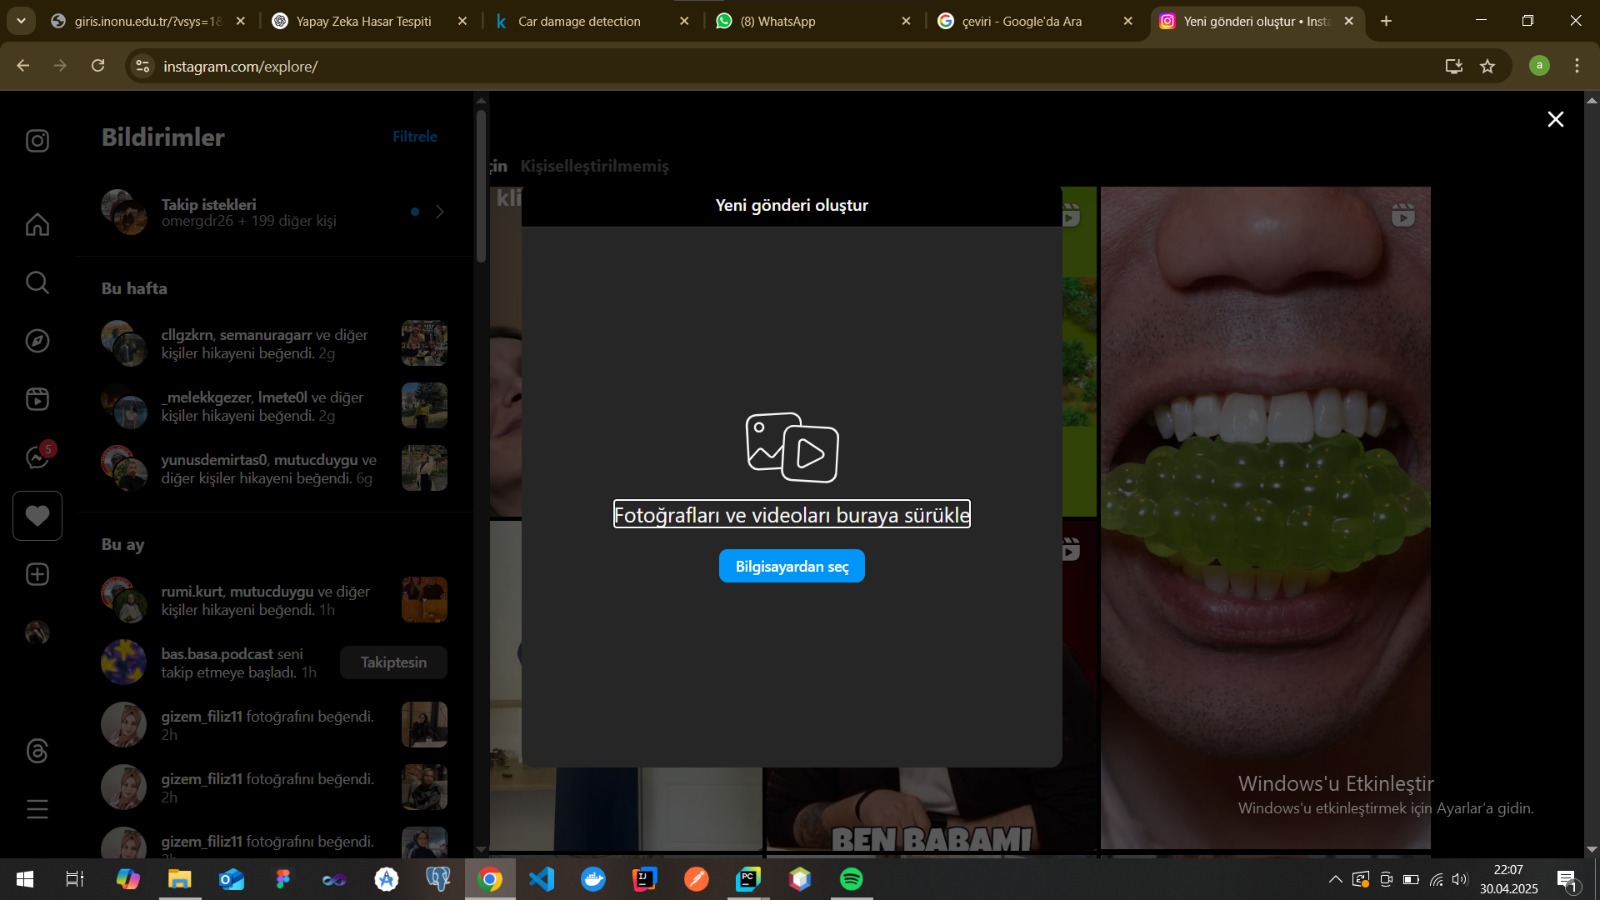 giris.inonu.edu.tr/?vsys=18
Yapay Zeka Hasar Tespiti
Car damage detection
(8) WhatsApp
çeviri - Google'da Ara
Yeni gönderi oluştur • Insta
instagram.com/explore/
a
Bildirimler
Filtrele
Takip istekleri
omergdr26 + 199 diğer kişi
Bu hafta
cllgzkrn, semanuragarr ve diğer
kişiler hikayeni beğendi. 2g
_melekkgezer, lmete0l ve diğer
kişiler hikayeni beğendi. 2g
yunusdemirtas0, mutucduygu ve
diğer kişiler hikayeni beğendi. 6g
5
Bu ay
rumi.kurt, mutucduygu ve diğer
kişiler hikayeni beğendi. 1h
bas.basa.podcast seni
takip etmeye başladı. 1h
Takiptesin
gizem_filiz11 fotoğrafını beğendi.
2h
gizem_filiz11 fotoğrafını beğendi.
2h
gizem_filiz11 fotoğrafını beğendi.
2h
Kişiselleştirilmemiş
Yeni gönderi oluştur
Fotoğrafları ve videoları buraya sürükle
Bilgisayardan seç
BEN BABAMI
Windows'u Etkinleştir
Windows'u etkinleştirmek için Ayarlar'a gidin.
22:07
30.04.2025
1